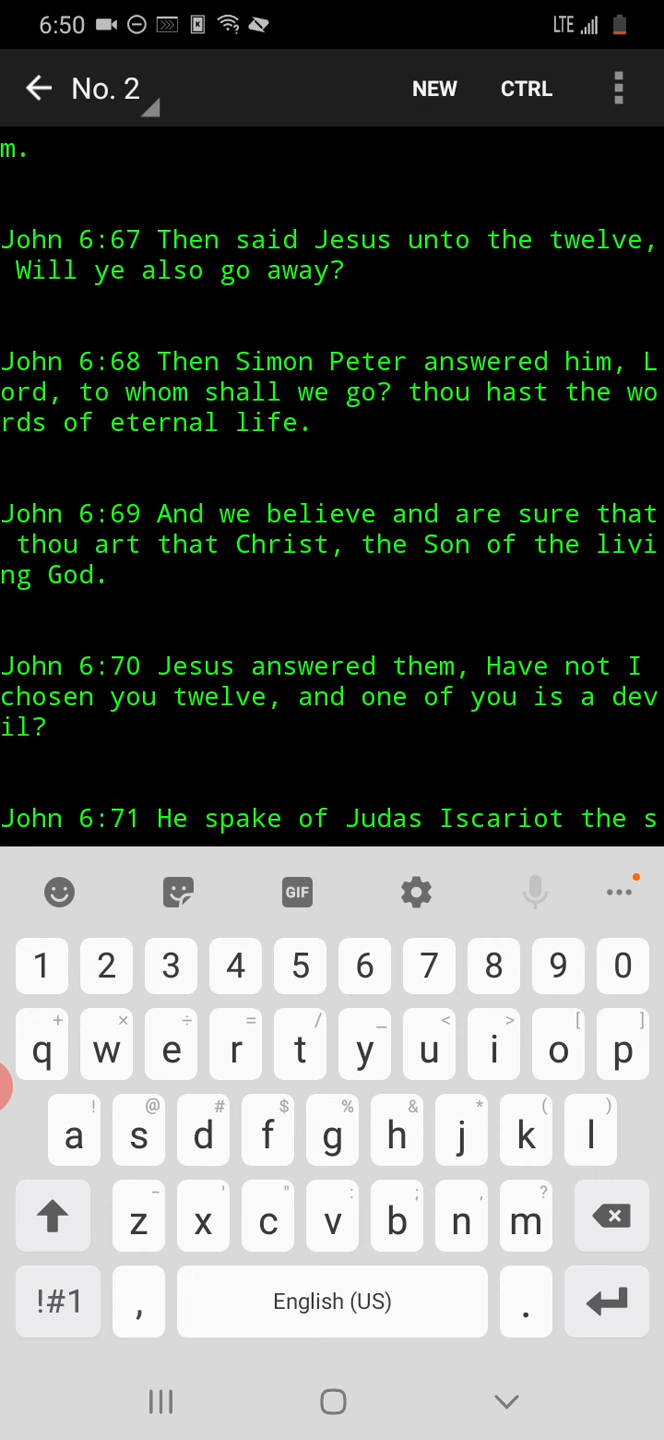 6:50 LTE
No. 2 NEW CTRL
m.
John 6:67 Then said Jesus unto the twelve,
Will ye also go away?
John 6:68 Then Simon Peter answered him, L
ord, to whom shall we go? thou hast the wo
rds of eternal life.
John 6:69 And we believe and are sure that
thou art that Christ, the Son of the livi
ng God.
John 6:70 Jesus answered them, Have not I
chosen you twelve, and one of you is a dev
il?
John 6:71 He spake of Judas Iscariot the s
GIF
1 2 3 4 5 6 7 8 9 0
+ × ÷ = / _ < > [ ]
q w e r t y u i o p
! @ # $ % & * ( )
a s d f g h j k l
- ' " : ; , ?
z x c v b n m
!#1 , English (US) .